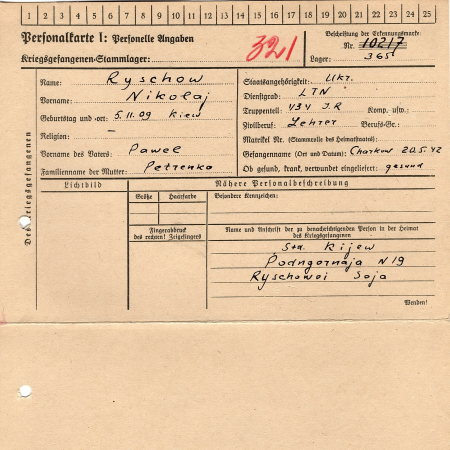 1 2 3 4 5 6 7 8 9 10 11 12 13 14 15 16 17 18 19 20 21 22 23 24 25
Personalkarte I: Personelle Angaben
Kriegsgefangenen-Stammlager:
321
Beschriftung der Erkennungsmarke
Nr. 10217
Lager: 365
Des Kriegsgefangenen
Name: Ryschow
Vorname: Nikolaj
Geburtstag und -ort: 5.11.09 Kiew
Religion:
Vorname des Vaters: Pawel
Familienname der Mutter: Petrenko
Staatsangehörigkeit: Ukr.
Dienstgrad: LTN
Truppenteil: 434 J.R Komp. usw.:
Zivilberuf: Lehrer Berufs-Gr.:
Matrikel Nr. (Stammrolle des Heimatstaates):
Gefangennahme (Ort und Datum): Charkow 20.5.42
Ob gesund, krank, verwundet eingeliefert: gesund
Lichtbild
Nähere Personalbeschreibung
Größe
Haarfarbe
Besondere Kennzeichen:
Fingerabdruck
des rechten! Zeigefingers
Name und Anschrift der zu benachrichtigenden Person in der Heimat
des Kriegsgefangenen
Std. Kijew
Podngornaja N 19
Ryschowoi Soja
Wenden!